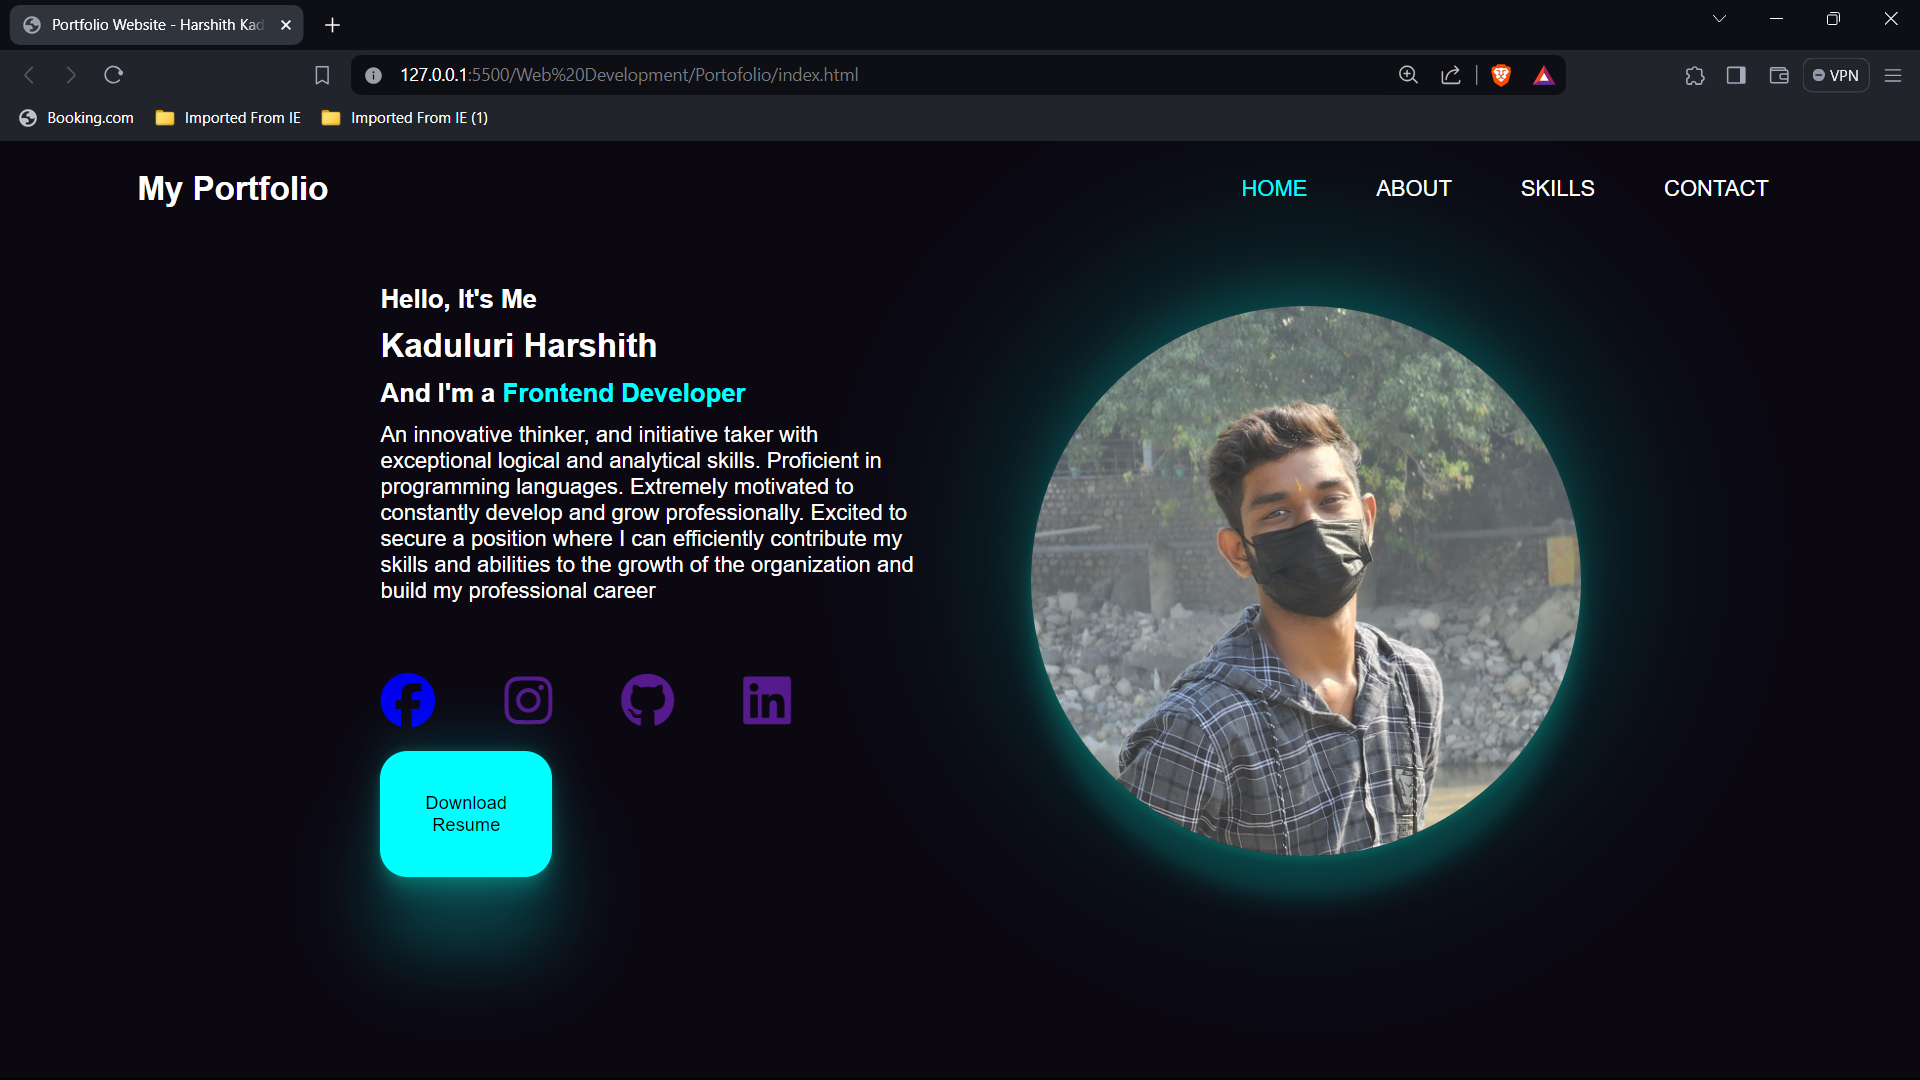 Portfolio Website - Harshith Kad
127.0.0.1:5500/Web%20Development/Portofolio/index.html
VPN
Booking.com
Imported From IE
Imported From IE (1)
My Portfolio
HOME
ABOUT
SKILLS
CONTACT
Hello, It's Me
Kaduluri Harshith
And I'm a Frontend Developer
An innovative thinker, and initiative taker with
exceptional logical and analytical skills. Proficient in
programming languages. Extremely motivated to
constantly develop and grow professionally. Excited to
secure a position where I can efficiently contribute my
skills and abilities to the growth of the organization and
build my professional career
Download
Resume